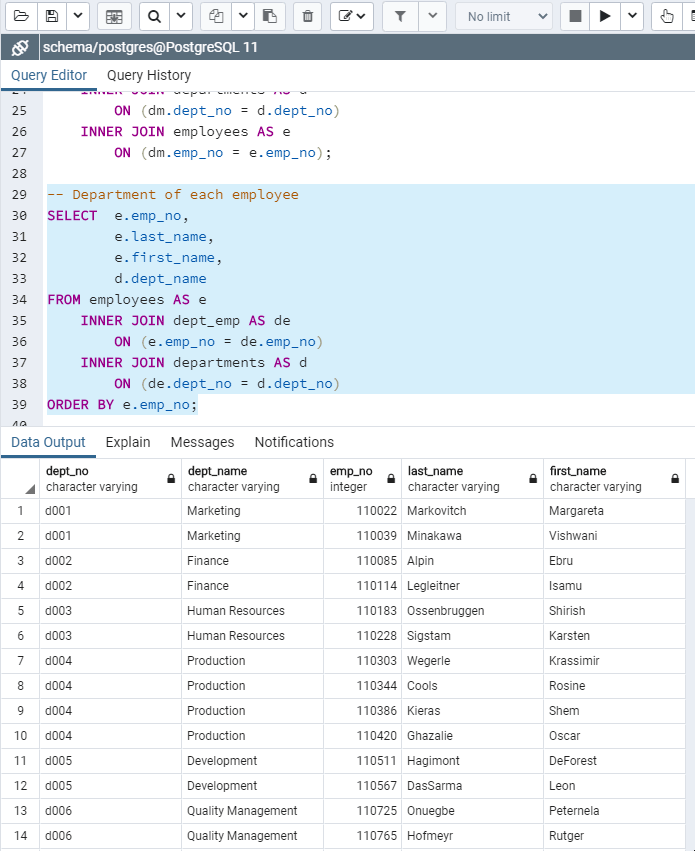 No limit
schema/postgres@PostgreSQL 11
Query Editor Query History
24 INNER JOIN departments AS d
25 ON (dm.dept_no = d.dept_no)
26 INNER JOIN employees AS e
27 ON (dm.emp_no = e.emp_no);
28
29 -- Department of each employee
30 SELECT e.emp_no,
31 e.last_name,
32 e.first_name,
33 d.dept_name
34 FROM employees AS e
35 INNER JOIN dept_emp AS de
36 ON (e.emp_no = de.emp_no)
37 INNER JOIN departments AS d
38 ON (de.dept_no = d.dept_no)
39 ORDER BY e.emp_no;
40
Data Output Explain Messages Notifications
dept_no dept_name emp_no last_name first_name
character varying character varying integer character varying character varying
1 d001 Marketing 110022 Markovitch Margareta
2 d001 Marketing 110039 Minakawa Vishwani
3 d002 Finance 110085 Alpin Ebru
4 d002 Finance 110114 Legleitner Isamu
5 d003 Human Resources 110183 Ossenbruggen Shirish
6 d003 Human Resources 110228 Sigstam Karsten
7 d004 Production 110303 Wegerle Krassimir
8 d004 Production 110344 Cools Rosine
9 d004 Production 110386 Kieras Shem
10 d004 Production 110420 Ghazalie Oscar
11 d005 Development 110511 Hagimont DeForest
12 d005 Development 110567 DasSarma Leon
13 d006 Quality Management 110725 Onuegbe Peternela
14 d006 Quality Management 110765 Hofmeyr Rutger